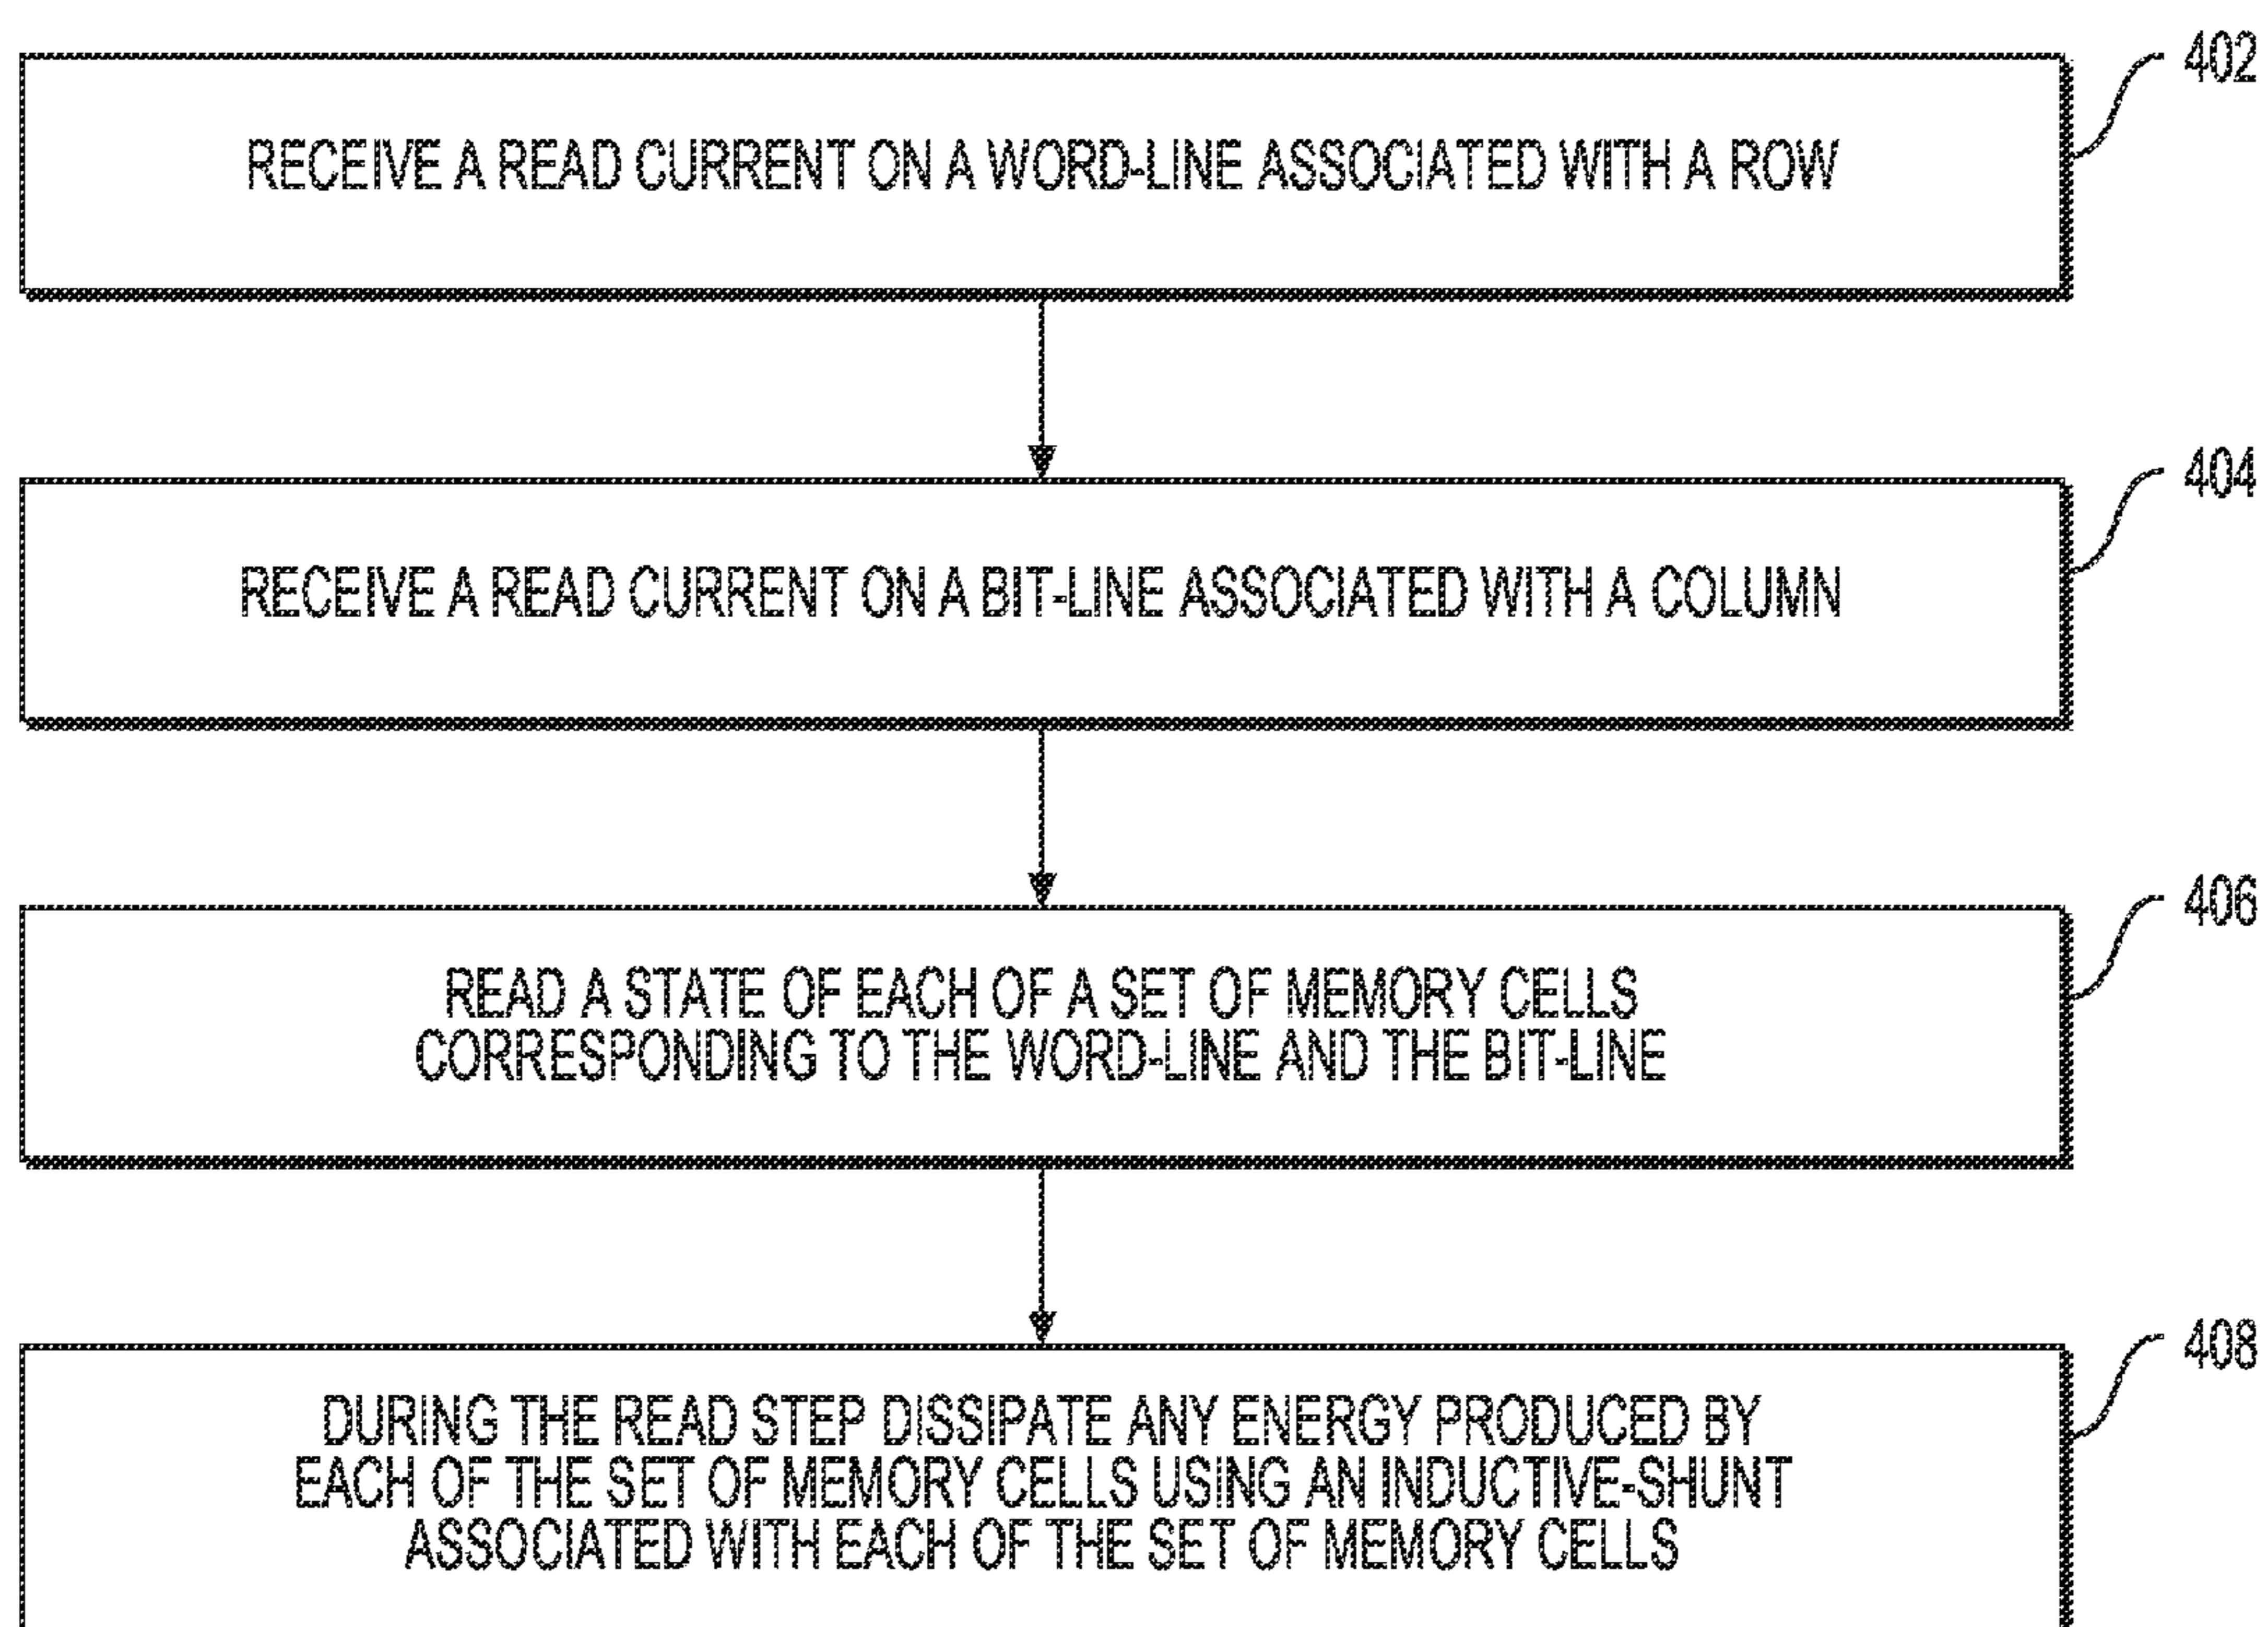 402
RECEIVE A READ CURRENT ON A WORD-LINE ASSOCIATED WITH A ROW
404
RECEIVE A READ CURRENT ON A BIT-LINE ASSOCIATED WITH A COLUMN
406
READ A STATE OF EACH OF A SET OF MEMORY CELLS
CORRESPONDING TO THE WORD-LINE AND THE BIT-LINE
408
DURING THE READ STEP DISSIPATE ANY ENERGY PRODUCED BY
EACH OF THE SET OF MEMORY CELLS USING AN INDUCTIVE-SHUNT
ASSOCIATED WITH EACH OF THE SET OF MEMORY CELLS